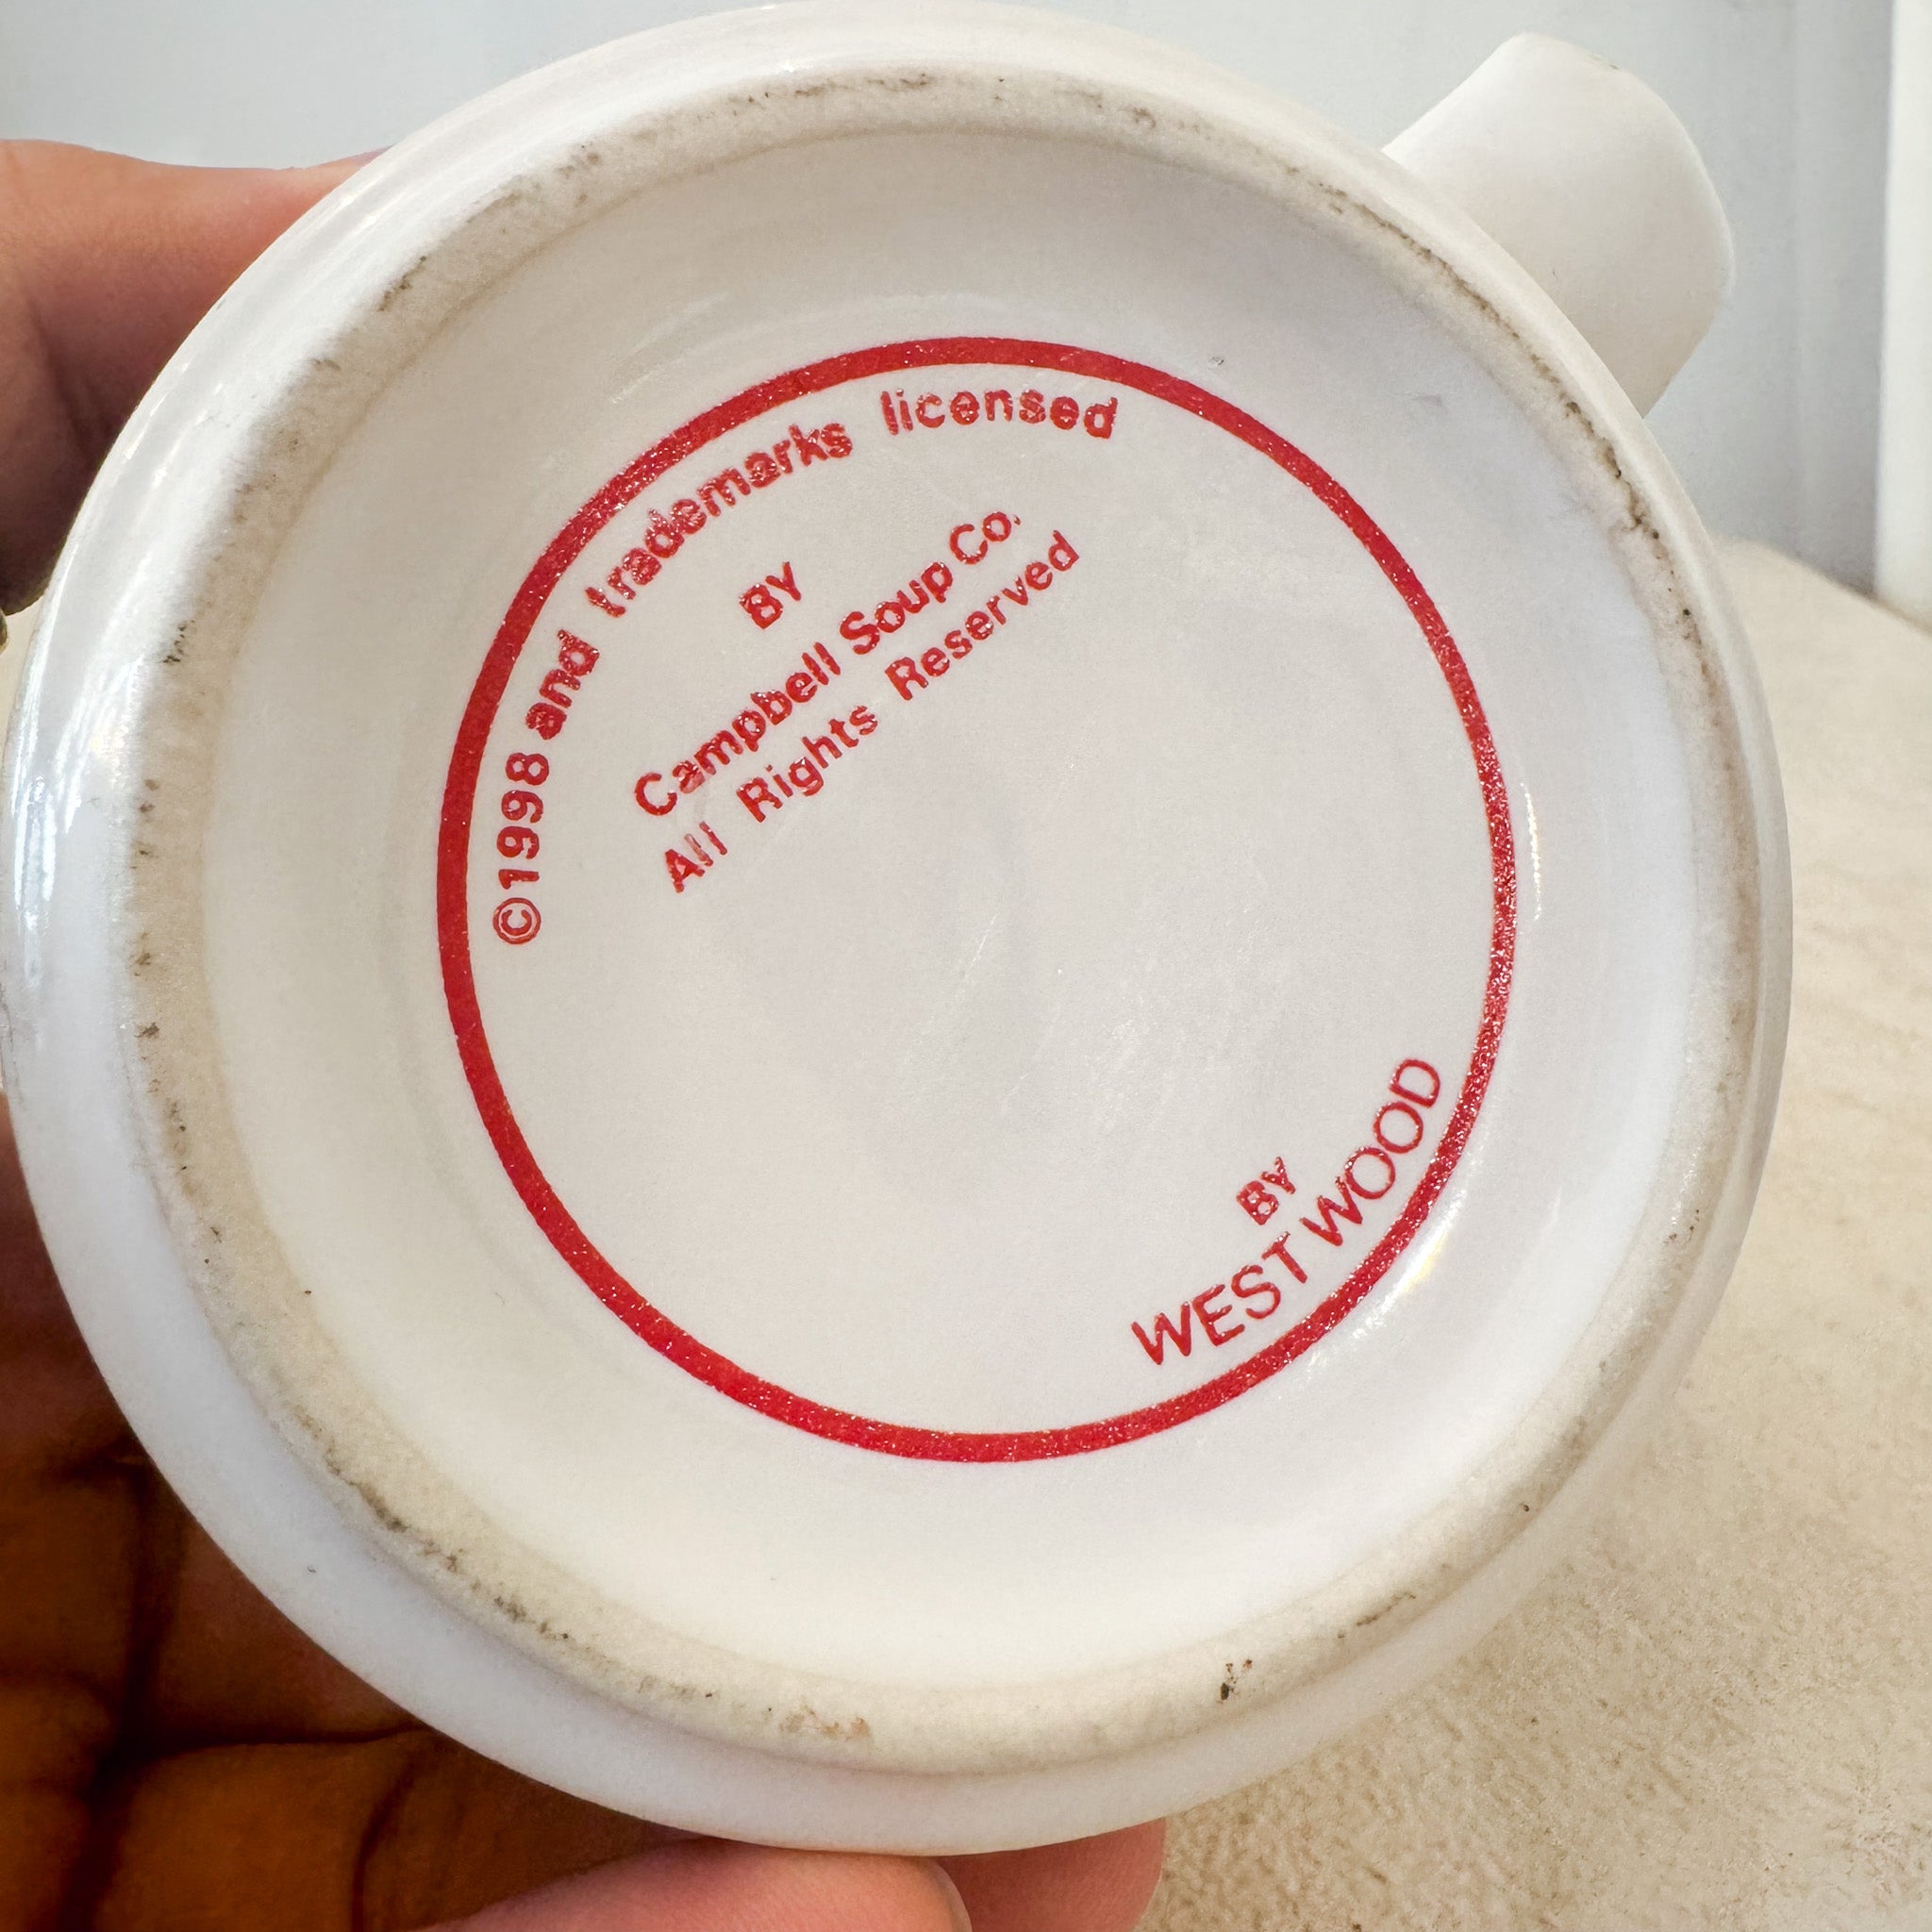 ©1998 and trademarks licensed
BY
Campbell Soup Co.
All Rights Reserved
BY
WEST WOOD